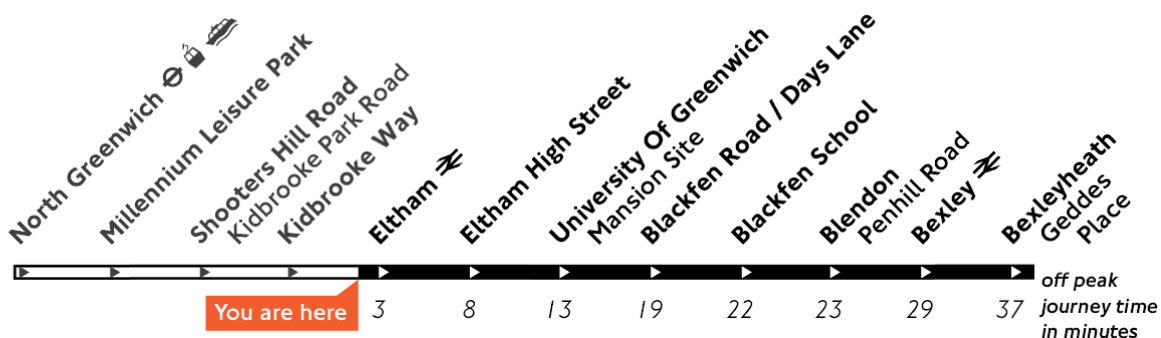 North Greenwich
Millennium Leisure Park
Shooters Hill Road
Kidbrooke Park Road
Kidbrooke Way
Eltham
Eltham High Street
University Of Greenwich
Mansion Site
Blackfen Road / Days Lane
Blackfen School
Blendon
Penhill Road
Bexley
Bexleyheath
Geddes
Place
You are here
3 8 13 19 22 23 29 37
off peak
journey time
in minutes